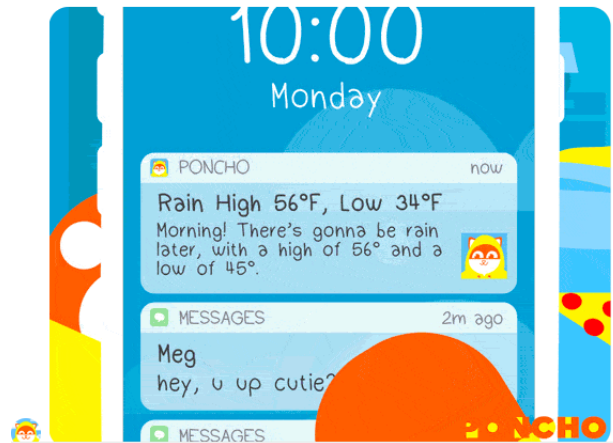 10:00
Monday
PONCHO
now
Rain High 56°F, Low 34°F
Morning! There's gonna be rain
later, with a high of 56° and a
low of 45°.
MESSAGES
2m ago
Meg
hey, u up cutie?
MESSAGES
PONCHO